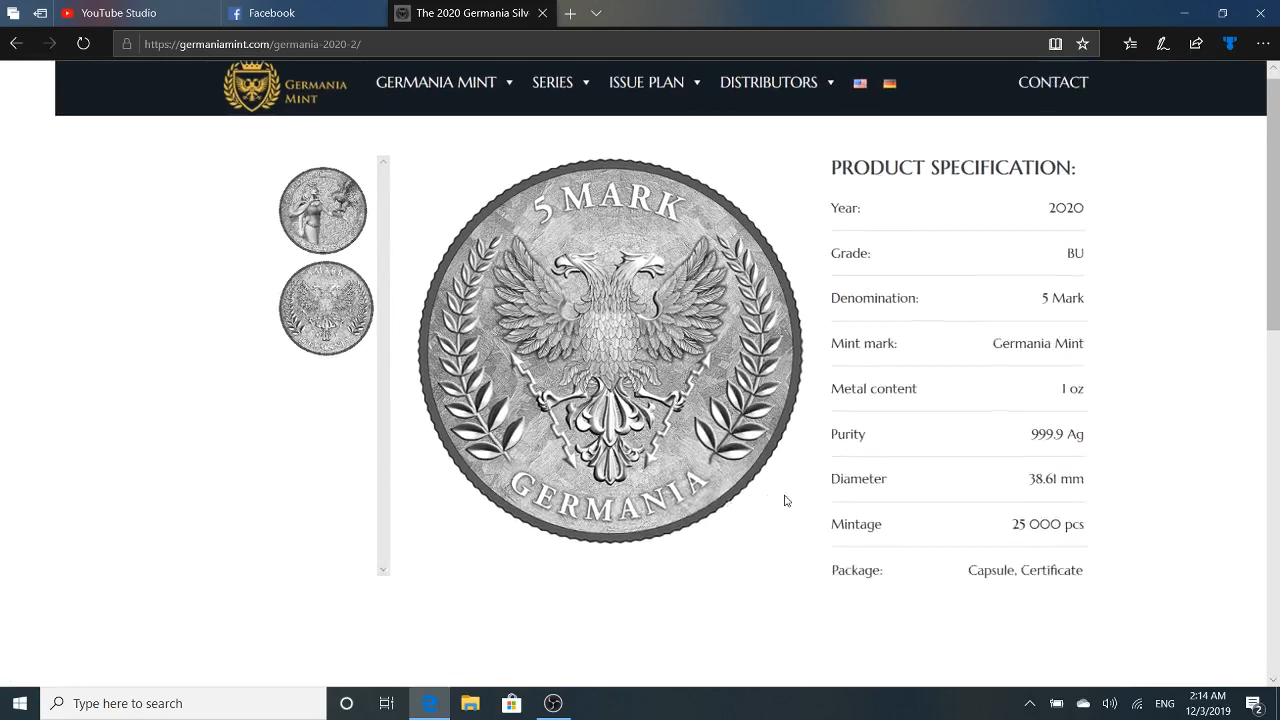 YouTube Studio
Facebook
The 2020 Germania Silv
https://germaniamint.com/germania-2020-2/
GERMANIA MINT
GERMANIA MINT
SERIES
ISSUE PLAN
DISTRIBUTORS
CONTACT
5 MARK
GERMANIA
PRODUCT SPECIFICATION:
Year: 2020
Grade: BU
Denomination: 5 Mark
Mint mark: Germania Mint
Metal content 1 oz
Purity 999.9 Ag
Diameter 38.61 mm
Mintage 25 000 pcs
Package: Capsule, Certificate
Type here to search
ENG
2:14 AM
12/3/2019
2